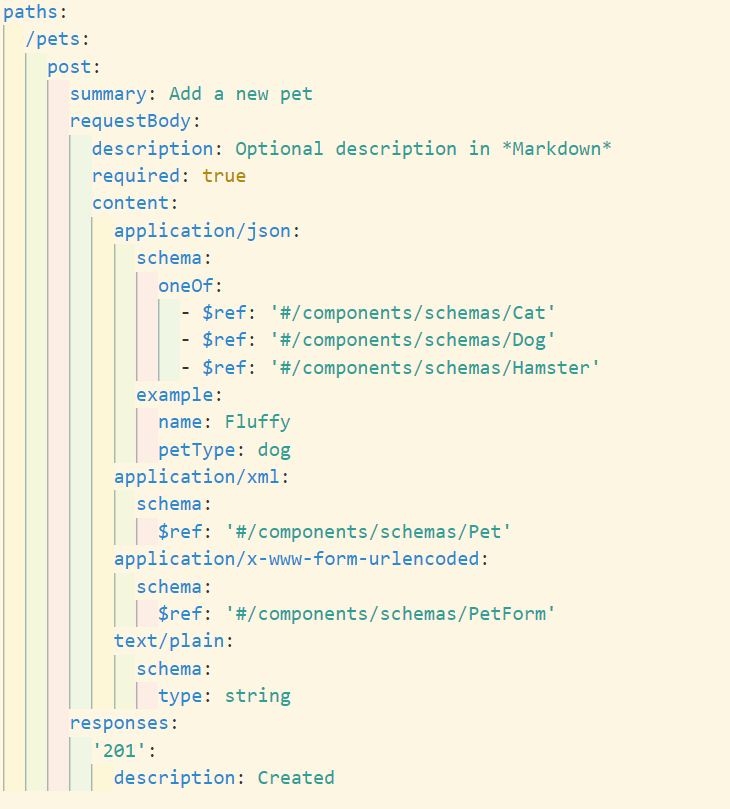 paths:
  /pets:
    post:
      summary: Add a new pet
      requestBody:
        description: Optional description in *Markdown*
        required: true
        content:
          application/json:
            schema:
              oneOf:
                - $ref: '#/components/schemas/Cat'
                - $ref: '#/components/schemas/Dog'
                - $ref: '#/components/schemas/Hamster'
            example:
              name: Fluffy
              petType: dog
          application/xml:
            schema:
              $ref: '#/components/schemas/Pet'
          application/x-www-form-urlencoded:
            schema:
              $ref: '#/components/schemas/PetForm'
          text/plain:
            schema:
              type: string
      responses:
        '201':
          description: Created